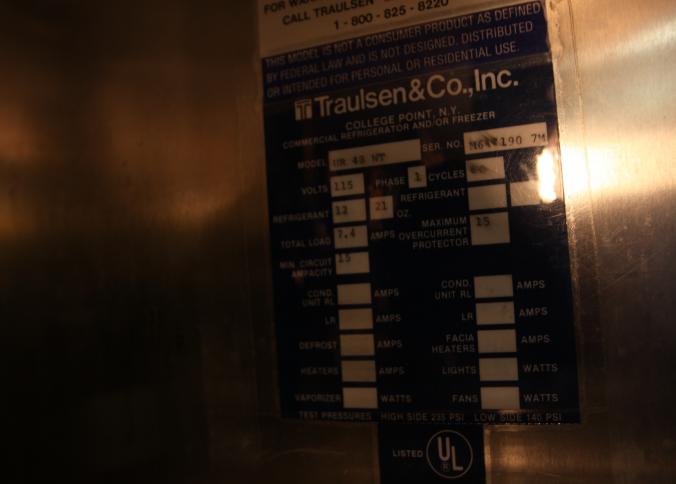 CALL TRAULSEN
1-800-825-8220
THIS MODEL IS NOT A CONSUMER PRODUCT AS DEFINED
BY FEDERAL LAW AND IS NOT DESIGNED, DISTRIBUTED
OR INTENDED FOR PERSONAL OR RESIDENTIAL USE.
Traulsen & Co., Inc.
COLLEGE POINT, N.Y.
COMMERCIAL REFRIGERATOR AND/OR FREEZER
MODEL UR 48 NT SER. NO. 7M
VOLTS 115 PHASE 1 CYCLES 60
REFRIGERANT 12 21 OZ. REFRIGERANT
TOTAL LOAD 7.4 AMPS MAXIMUM OVERCURRENT PROTECTOR 15
MIN. CIRCUIT AMPACITY 15
COND. UNIT RL AMPS COND. UNIT RL AMPS
LR AMPS LR AMPS
DEFROST AMPS FACIA HEATERS AMPS
HEATERS AMPS LIGHTS WATTS
VAPORIZER WATTS FANS WATTS
TEST PRESSURES HIGH SIDE 235 PSI LOW SIDE 140 PSI
LISTED UL ®